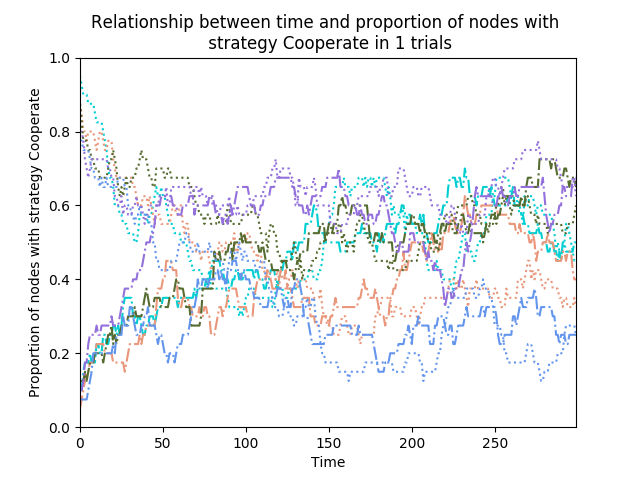 Relationship between time and proportion of nodes with
strategy Cooperate in 1 trials
Proportion of nodes with strategy Cooperate
1.0
0.8
0.6
0.4
0.2
0.0
0 50 100 150 200 250
Time